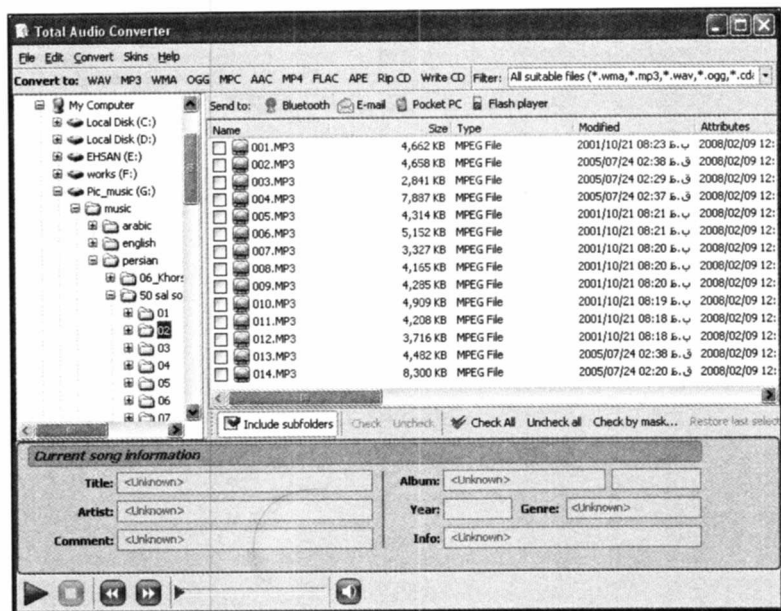 Total Audio Converter
File Edit Convert Skins Help
Convert to: WAV MP3 WMA OGG MPC AAC MP4 FLAC APE Rip CD Write CD Filter: All suitable files (*.wma,*.mp3,*.wav,*.ogg,*.cda
My Computer
Local Disk (C:)
Local Disk (D:)
EHSAN (E:)
works (F:)
Pic_music (G:)
music
arabic
english
persian
06_Khors
50 sal so
01
02
03
04
05
06
07
Send to: Bluetooth E-mail Pocket PC Flash player
Name Size Type Modified Attributes
001.MP3 4,662 KB MPEG File 2001/10/21 08:23 ب.ظ 2008/02/09 12:
002.MP3 4,658 KB MPEG File 2005/07/24 02:38 ق.ظ 2008/02/09 12:
003.MP3 2,841 KB MPEG File 2005/07/24 02:29 ق.ظ 2008/02/09 12:
004.MP3 7,887 KB MPEG File 2005/07/24 02:37 ق.ظ 2008/02/09 12:
005.MP3 4,314 KB MPEG File 2001/10/21 08:21 ب.ظ 2008/02/09 12:
006.MP3 5,152 KB MPEG File 2001/10/21 08:21 ب.ظ 2008/02/09 12:
007.MP3 3,327 KB MPEG File 2001/10/21 08:20 ب.ظ 2008/02/09 12:
008.MP3 4,165 KB MPEG File 2001/10/21 08:20 ب.ظ 2008/02/09 12:
009.MP3 4,285 KB MPEG File 2001/10/21 08:20 ب.ظ 2008/02/09 12:
010.MP3 4,909 KB MPEG File 2001/10/21 08:19 ب.ظ 2008/02/09 12:
011.MP3 4,208 KB MPEG File 2001/10/21 08:18 ب.ظ 2008/02/09 12:
012.MP3 3,716 KB MPEG File 2001/10/21 08:18 ب.ظ 2008/02/09 12:
013.MP3 4,482 KB MPEG File 2005/07/24 02:38 ق.ظ 2008/02/09 12:
014.MP3 8,300 KB MPEG File 2005/07/24 02:20 ق.ظ 2008/02/09 12:
Include subfolders Check Uncheck Check All Uncheck all Check by mask... Restore last selec
Current song information
Title: <Unknown> Album: <Unknown>
Artist: <Unknown> Year: Genre: <Unknown>
Comment: <Unknown> Info: <Unknown>